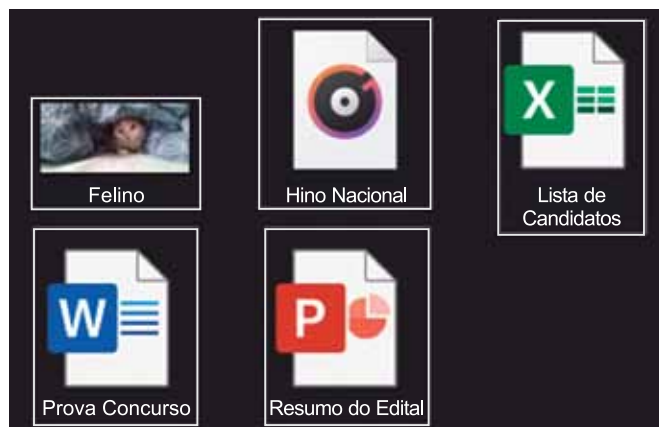 Felino
Hino Nacional
X
Lista de
Candidatos
W
Prova Concurso
P
Resumo do Edital